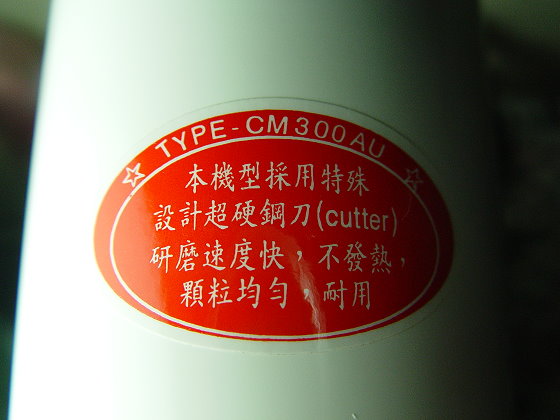 ☆ TYPE-CM300AU ☆
本機型採用特殊
設計超硬鋼刀(cutter)
研磨速度快，不發熱，
顆粒均勻，耐用